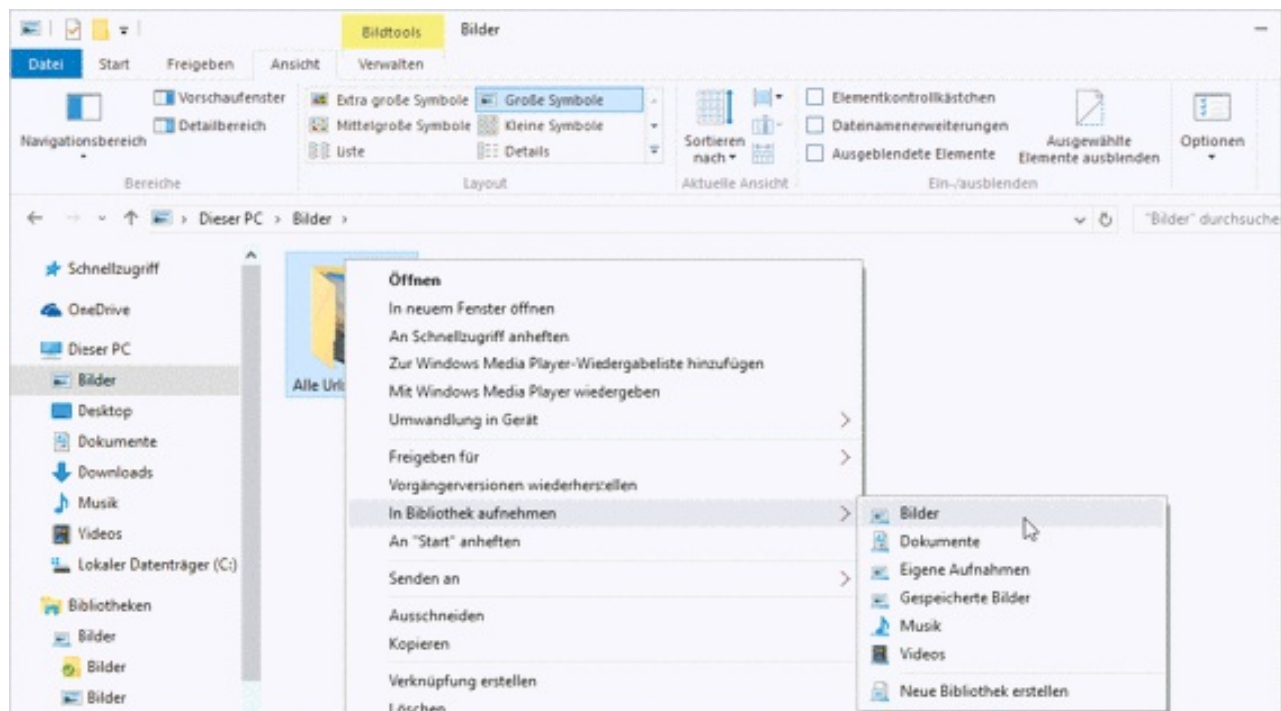 Bildtools Bilder
Datei Start Freigeben Ansicht Verwalten
Navigationsbereich
Vorschaufenster
Detailbereich
Bereiche
Extra große Symbole Große Symbole
Mittelgroße Symbole Kleine Symbole
Liste Details
Layout
Sortieren
nach
Aktuelle Ansicht
Elementkontrollkästchen
Dateinamenerweiterungen
Ausgeblendete Elemente
Ausgewählte
Elemente ausblenden
Ein-/ausblenden
Optionen
Dieser PC > Bilder >
"Bilder" durchsuche
Schnellzugriff
OneDrive
Dieser PC
Bilder
Desktop
Dokumente
Downloads
Musik
Videos
Lokaler Datenträger (C:)
Bibliotheken
Bilder
Bilder
Bilder
Alle Urla
Öffnen
In neuem Fenster öffnen
An Schnellzugriff anheften
Zur Windows Media Player-Wiedergabeliste hinzufügen
Mit Windows Media Player wiedergeben
Umwandlung in Gerät
Freigeben für
Vorgängerversionen wiederherstellen
In Bibliothek aufnehmen
An "Start" anheften
Senden an
Ausschneiden
Kopieren
Verknüpfung erstellen
Löschen
Bilder
Dokumente
Eigene Aufnahmen
Gespeicherte Bilder
Musik
Videos
Neue Bibliothek erstellen